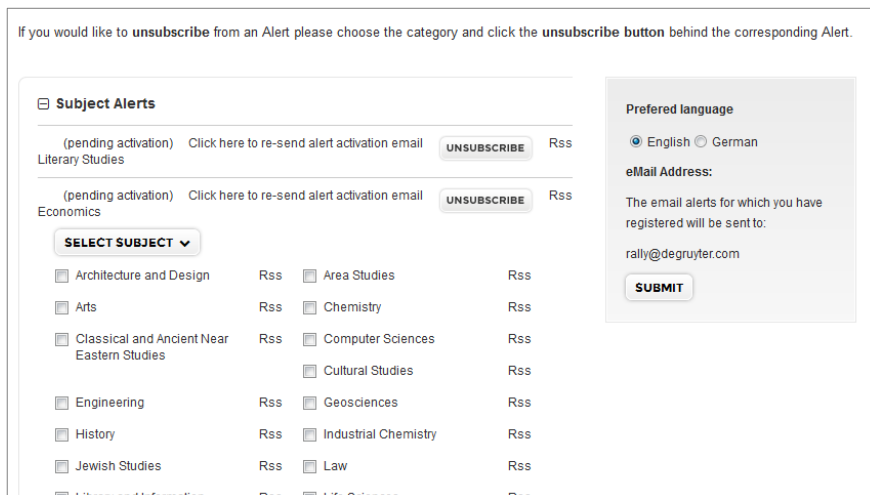 If you would like to unsubscribe from an Alert please choose the category and click the unsubscribe button behind the corresponding Alert.
Subject Alerts
(pending activation) Click here to re-send alert activation email UNSUBSCRIBE Rss
Literary Studies
(pending activation) Click here to re-send alert activation email UNSUBSCRIBE Rss
Economics
SELECT SUBJECT
Architecture and Design Rss Area Studies Rss
Arts Rss Chemistry Rss
Classical and Ancient Near Rss Computer Sciences Rss
Eastern Studies
Cultural Studies Rss
Engineering Rss Geosciences Rss
History Rss Industrial Chemistry Rss
Jewish Studies Rss Law Rss
Prefered language
English German
eMail Address:
The email alerts for which you have
registered will be sent to:
rally@degruyter.com
SUBMIT